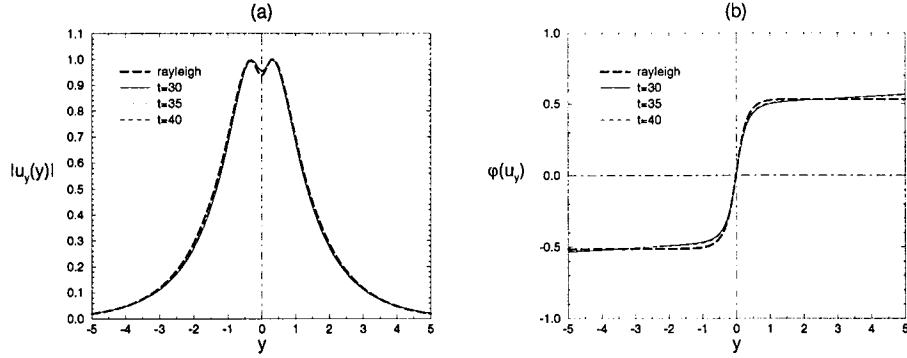 (a)
1.1
1.0
0.9
0.8
0.7
0.6
0.5
0.4
0.3
0.2
0.1
0.0
|u_y(y)|
rayleigh
t=30
t=35
t=40
-5 -4 -3 -2 -1 0 1 2 3 4 5
y
(b)
1.0
0.5
0.0
-0.5
-1.0
φ(u_y)
rayleigh
t=30
t=35
t=40
-5 -4 -3 -2 -1 0 1 2 3 4 5
y